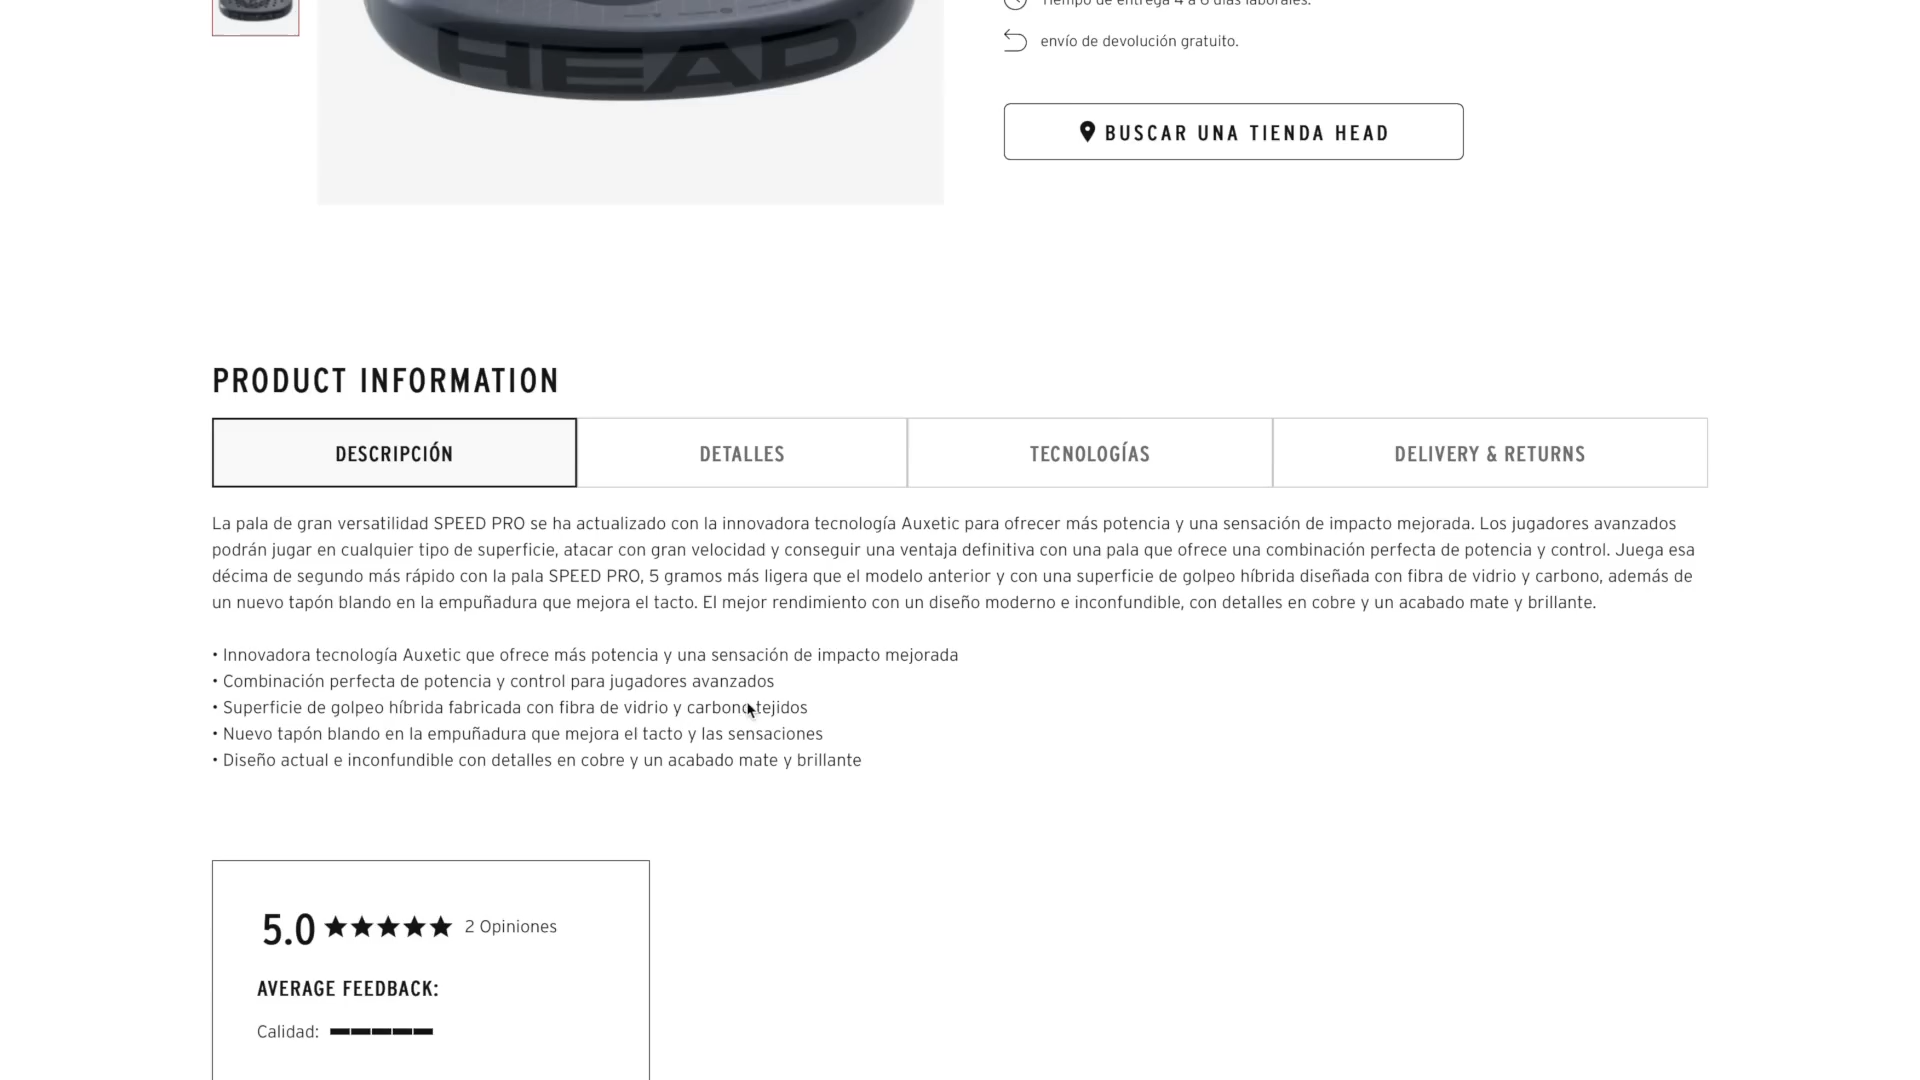 Tiempo de entrega 4 a 6 días laborales.
envío de devolución gratuito.
HEAD
BUSCAR UNA TIENDA HEAD
PRODUCT INFORMATION
DESCRIPCIÓN
DETALLES
TECNOLOGÍAS
DELIVERY & RETURNS
La pala de gran versatilidad SPEED PRO se ha actualizado con la innovadora tecnología Auxetic para ofrecer más potencia y una sensación de impacto mejorada. Los jugadores avanzados
podrán jugar en cualquier tipo de superficie, atacar con gran velocidad y conseguir una ventaja definitiva con una pala que ofrece una combinación perfecta de potencia y control. Juega esa
décima de segundo más rápido con la pala SPEED PRO, 5 gramos más ligera que el modelo anterior y con una superficie de golpeo híbrida diseñada con fibra de vidrio y carbono, además de
un nuevo tapón blando en la empuñadura que mejora el tacto. El mejor rendimiento con un diseño moderno e inconfundible, con detalles en cobre y un acabado mate y brillante.
• Innovadora tecnología Auxetic que ofrece más potencia y una sensación de impacto mejorada
• Combinación perfecta de potencia y control para jugadores avanzados
• Superficie de golpeo híbrida fabricada con fibra de vidrio y carbono tejidos
• Nuevo tapón blando en la empuñadura que mejora el tacto y las sensaciones
• Diseño actual e inconfundible con detalles en cobre y un acabado mate y brillante
5.0 ★★★★★ 2 Opiniones
AVERAGE FEEDBACK:
Calidad: